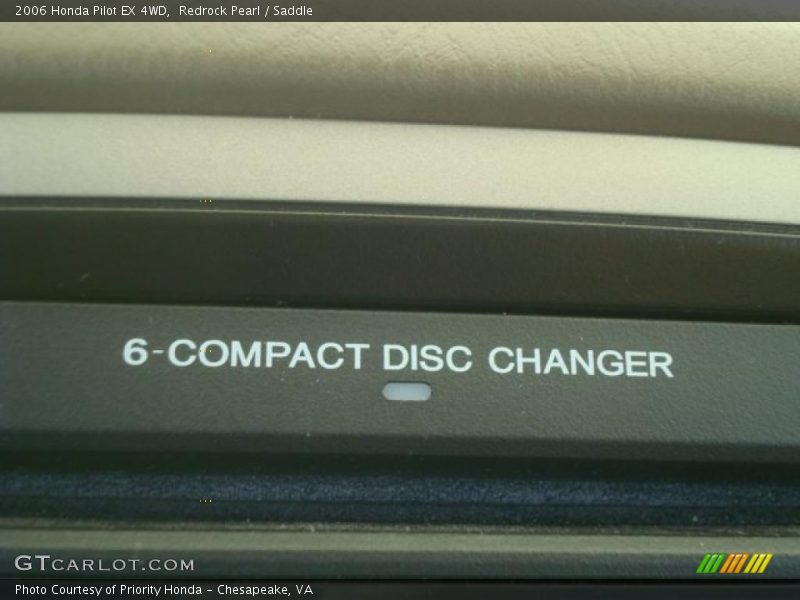 2006 Honda Pilot EX 4WD,  Redrock Pearl / Saddle
6-COMPACT DISC CHANGER
GTCARLOT.COM
Photo Courtesy of Priority Honda - Chesapeake, VA